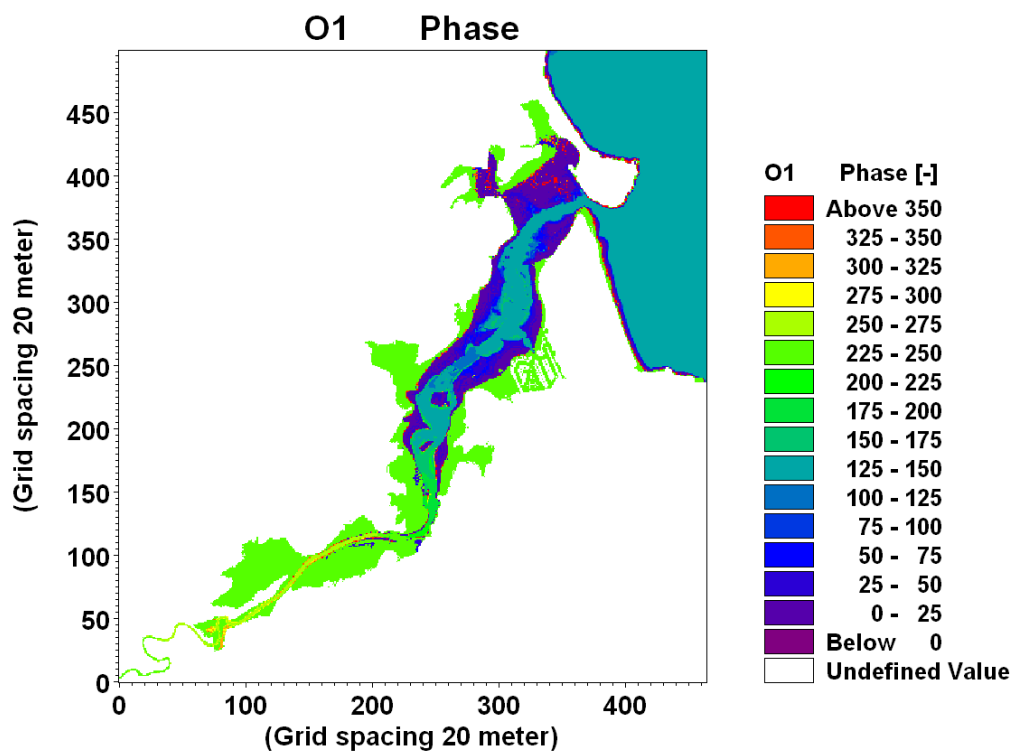 O1 Phase
450
400
350
300
250
200
150
100
50
0
(Grid spacing 20 meter)
0 100 200 300 400
(Grid spacing 20 meter)
O1 Phase [-]
Above 350
325 - 350
300 - 325
275 - 300
250 - 275
225 - 250
200 - 225
175 - 200
150 - 175
125 - 150
100 - 125
75 - 100
50 - 75
25 - 50
0 - 25
Below 0
Undefined Value